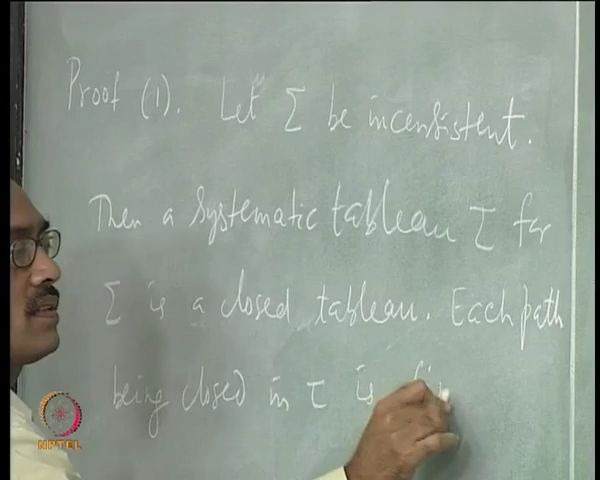 Proof (1). Let Σ be inconsistent.
Then a systematic tableau τ for
Σ is a closed tableau. Each path
being closed in τ is fin
NPTEL